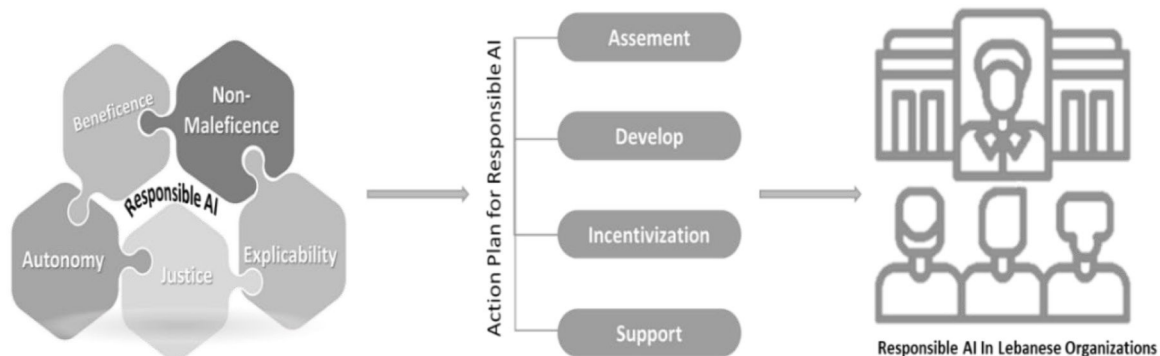 Beneficence
Non-
Maleficence
Responsible AI
Autonomy
Justice
Explicability
Action Plan for Responsible AI
Assement
Develop
Incentivization
Support
Responsible AI In Lebanese Organizations